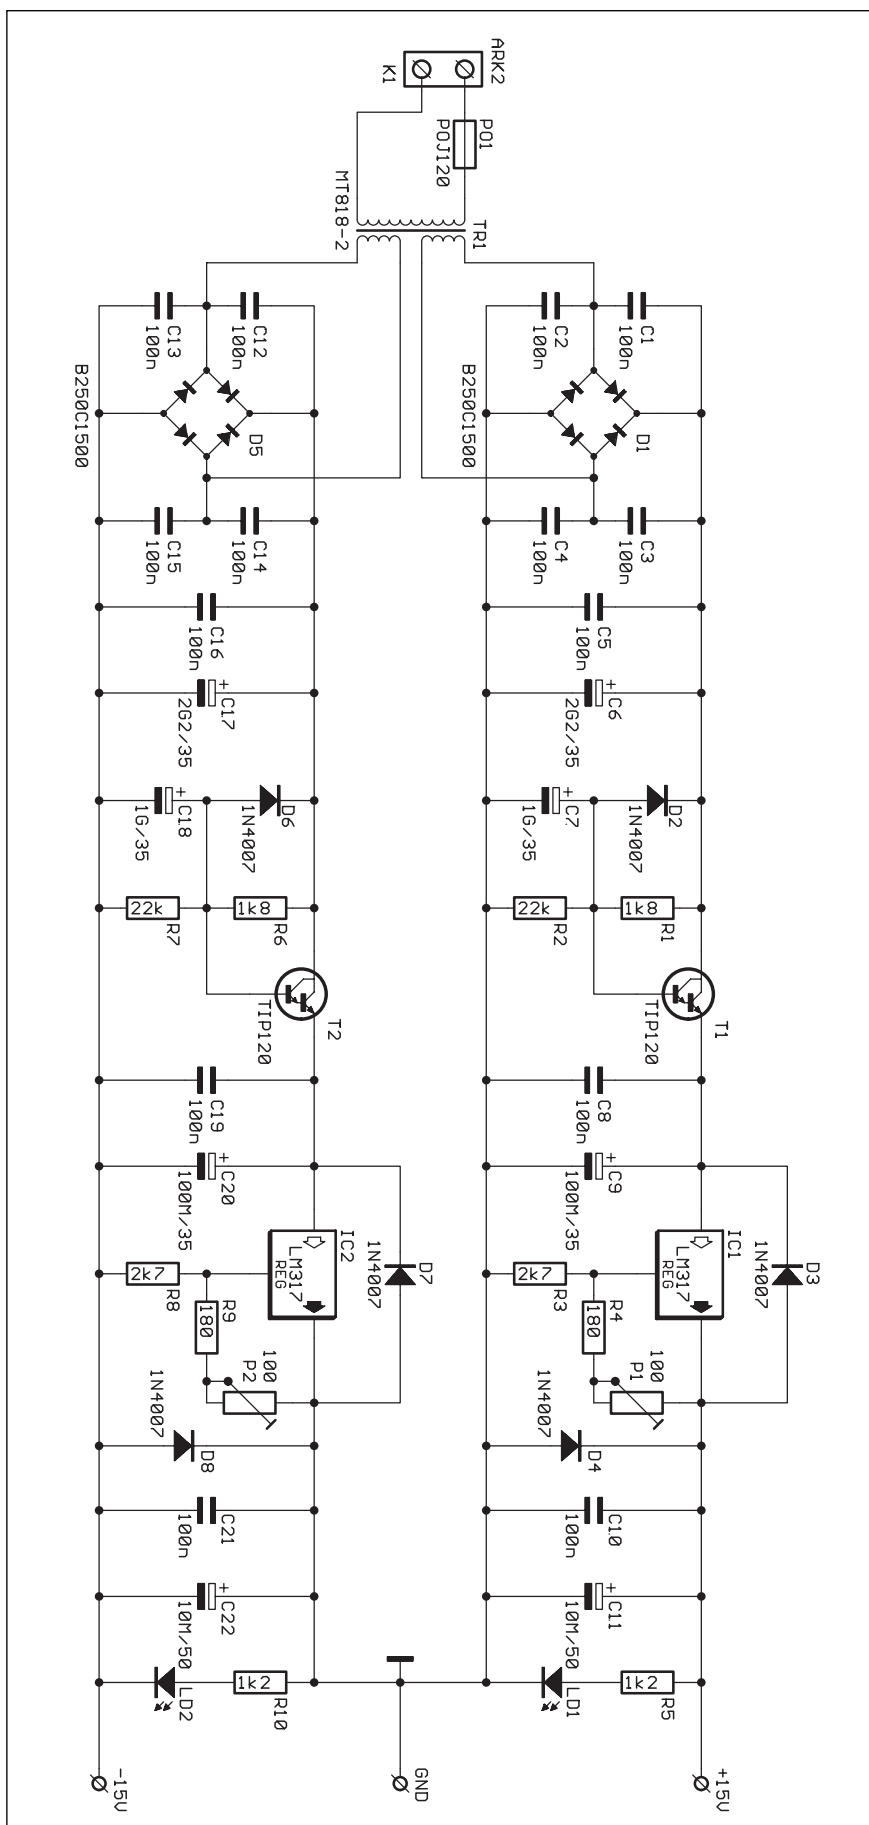 ARK2
K1
PO1
POJ120
TR1
MT818-2
C1
100n
C2
100n
D1
B250C1500
C3
100n
C4
100n
C5
100n
C6
+
2G2/35
D2
1N4007
C7
+
1G/35
R1
1k8
R2
22k
T1
TIP120
C8
100n
C9
+
100M/35
D3
1N4007
IC1
LM317
REG
R3
2k7
R4
180
P1
100
D4
1N4007
C10
100n
C11
+
10M/50
R5
1k2
LD1
+15V
GND
C12
100n
C13
100n
D5
B250C1500
C14
100n
C15
100n
C16
100n
C17
+
2G2/35
D6
1N4007
C18
+
1G/35
R6
1k8
R7
22k
T2
TIP120
C19
100n
C20
+
100M/35
D7
1N4007
IC2
LM317
REG
R8
2k7
R9
180
P2
100
D8
1N4007
C21
100n
C22
+
10M/50
R10
1k2
LD2
-15V